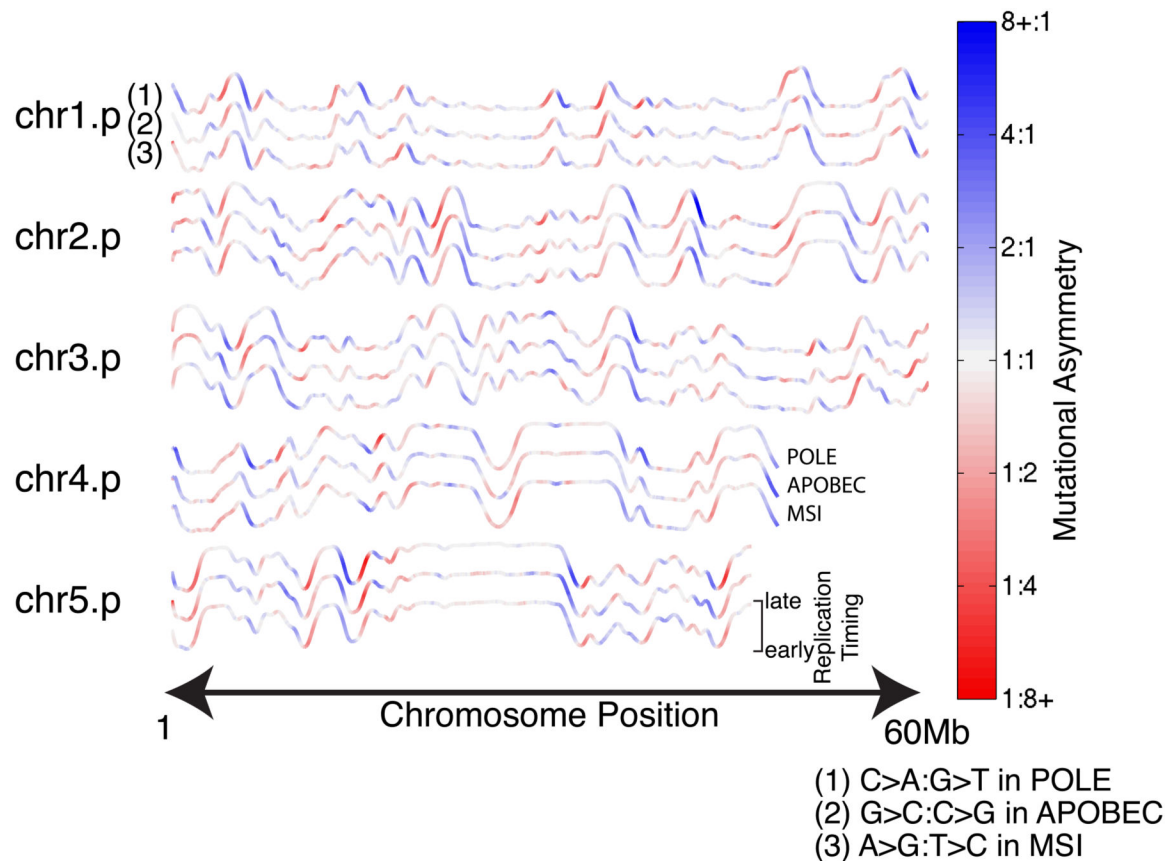 8+:1
(1)
chr1.p (2)
(3)
4:1
chr2.p
2:1
chr3.p
1:1
Mutational Asymmetry
chr4.p
POLE
APOBEC
MSI
1:2
chr5.p
late
early
Replication
Timing
1:4
1:8+
Chromosome Position
1
60Mb
(1) C>A:G>T in POLE
(2) G>C:C>G in APOBEC
(3) A>G:T>C in MSI